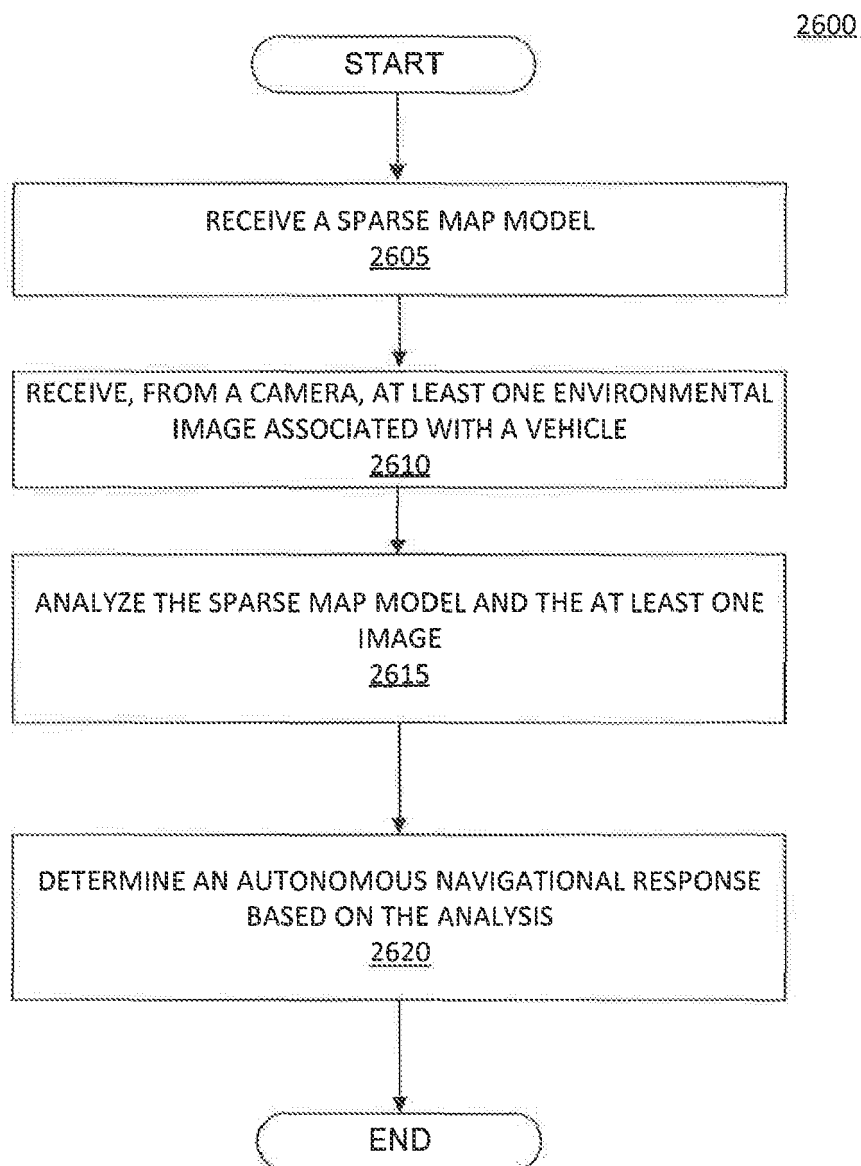 2600
START
RECEIVE A SPARSE MAP MODEL
2605
RECEIVE, FROM A CAMERA, AT LEAST ONE ENVIRONMENTAL
IMAGE ASSOCIATED WITH A VEHICLE
2610
ANALYZE THE SPARSE MAP MODEL AND THE AT LEAST ONE
IMAGE
2615
DETERMINE AN AUTONOMOUS NAVIGATIONAL RESPONSE
BASED ON THE ANALYSIS
2620
END